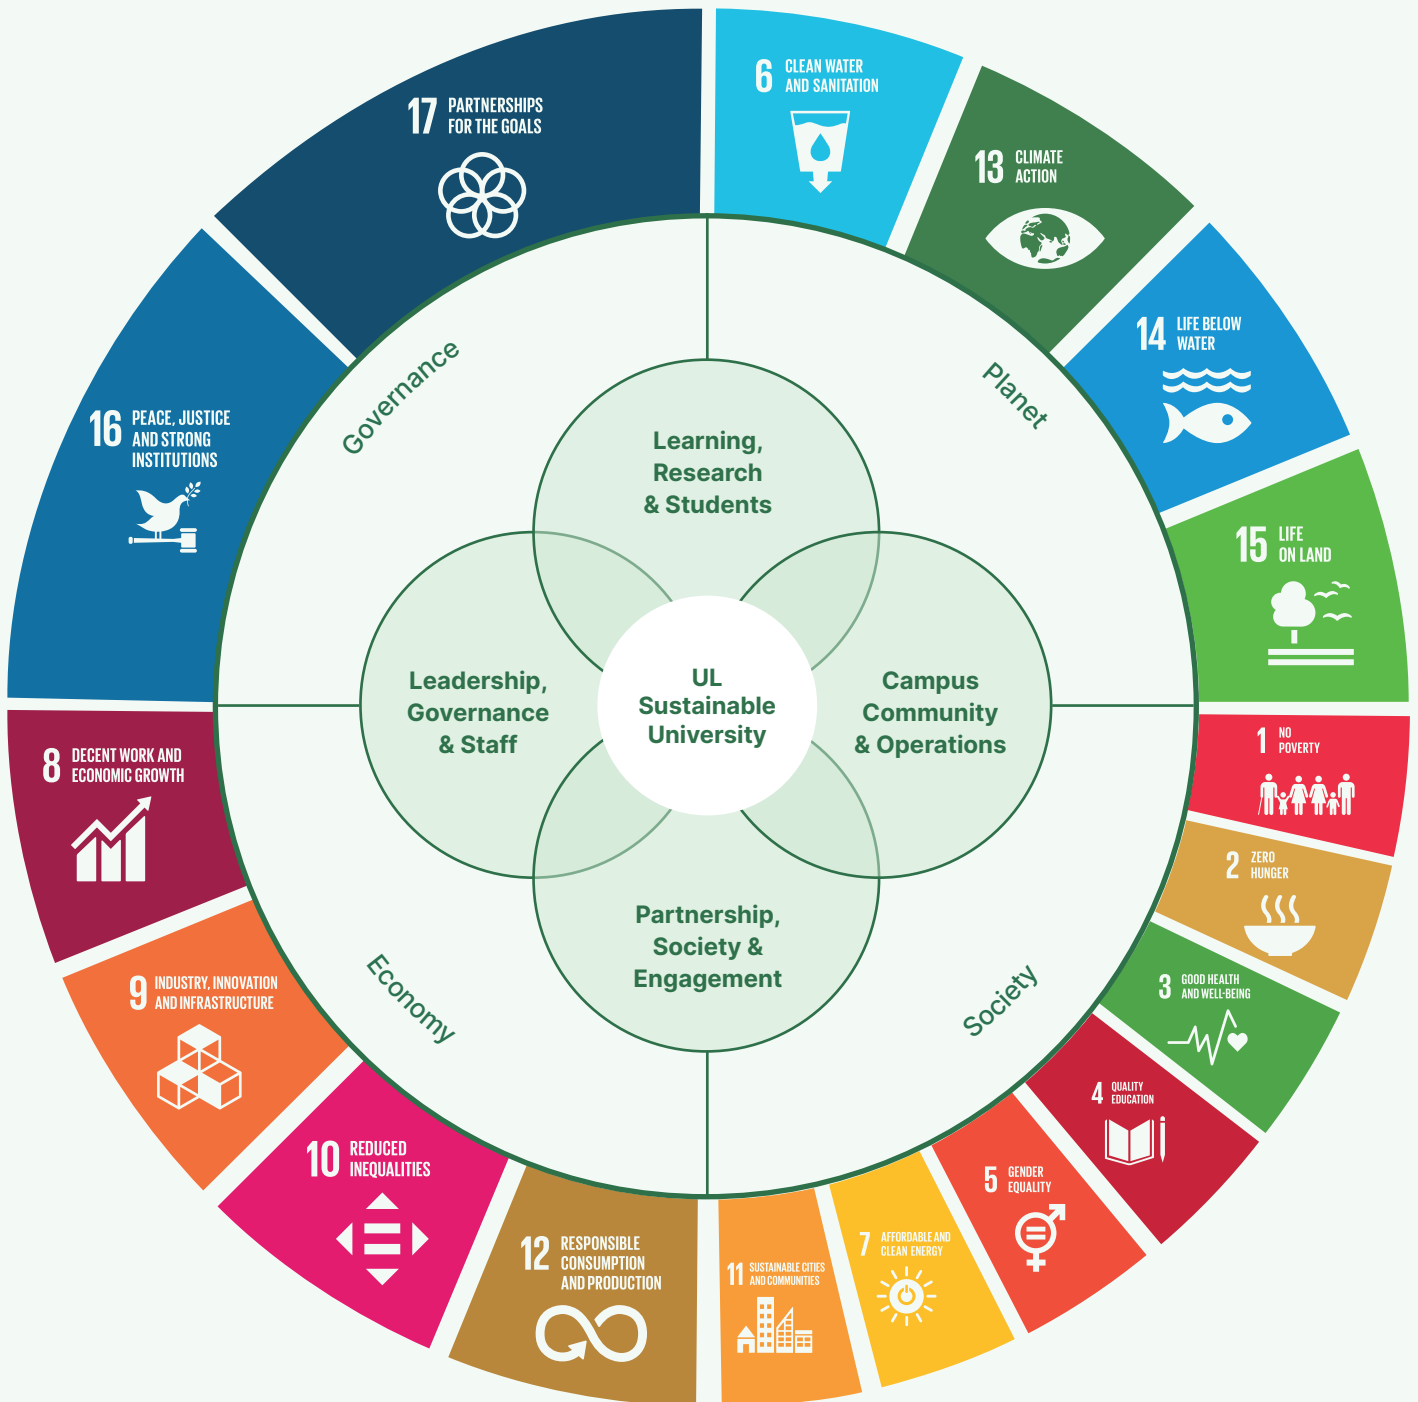 17 PARTNERSHIPS
FOR THE GOALS
6 CLEAN WATER
AND SANITATION
13 CLIMATE
ACTION
14 LIFE BELOW
WATER
15 LIFE
ON LAND
1 NO
POVERTY
2 ZERO
HUNGER
3 GOOD HEALTH
AND WELL-BEING
4 QUALITY
EDUCATION
5 GENDER
EQUALITY
7 AFFORDABLE AND
CLEAN ENERGY
11 SUSTAINABLE CITIES
AND COMMUNITIES
12 RESPONSIBLE
CONSUMPTION
AND PRODUCTION
10 REDUCED
INEQUALITIES
9 INDUSTRY, INNOVATION
AND INFRASTRUCTURE
8 DECENT WORK AND
ECONOMIC GROWTH
16 PEACE, JUSTICE
AND STRONG
INSTITUTIONS
Governance
Planet
Society
Economy
Learning,
Research
& Students
Leadership,
Governance
& Staff
UL
Sustainable
University
Campus
Community
& Operations
Partnership,
Society &
Engagement